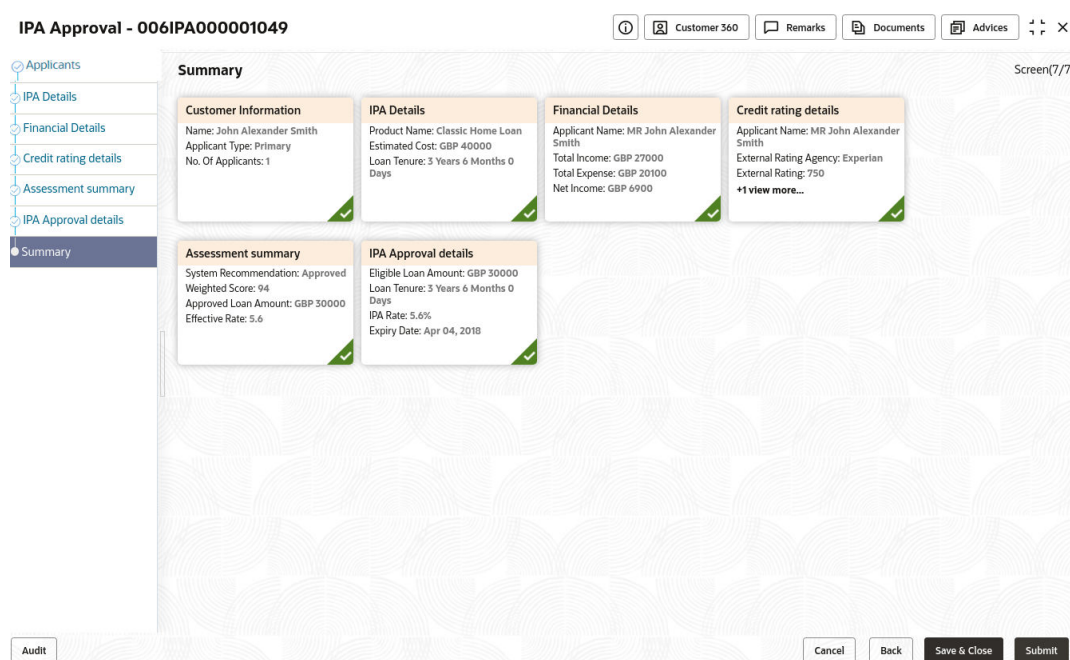 IPA Approval - 006IPA000001049
Customer 360
Remarks
Documents
Advices
Applicants
IPA Details
Financial Details
Credit rating details
Assessment summary
IPA Approval details
Summary
Summary
Screen(7/7
Customer Information
Name: John Alexander Smith
Applicant Type: Primary
No. Of Applicants: 1
IPA Details
Product Name: Classic Home Loan
Estimated Cost: GBP 40000
Loan Tenure: 3 Years 6 Months 0
Days
Financial Details
Applicant Name: MR John Alexander
Smith
Total Income: GBP 27000
Total Expense: GBP 20100
Net Income: GBP 6900
Credit rating details
Applicant Name: MR John Alexander
Smith
External Rating Agency: Experian
External Rating: 750
+1 view more...
Assessment summary
System Recommendation: Approved
Weighted Score: 94
Approved Loan Amount: GBP 30000
Effective Rate: 5.6
IPA Approval details
Eligible Loan Amount: GBP 30000
Loan Tenure: 3 Years 6 Months 0
Days
IPA Rate: 5.6%
Expiry Date: Apr 04, 2018
Audit
Cancel
Back
Save & Close
Submit